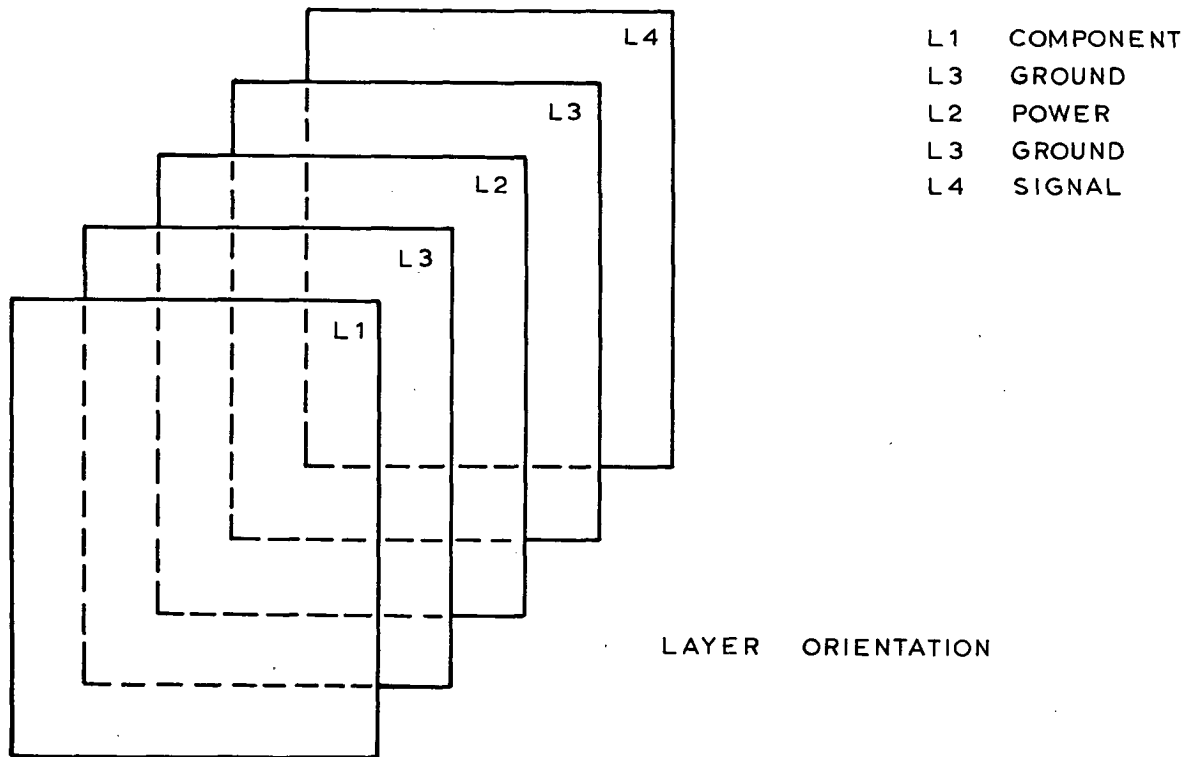 L4
L3
L2
L3
L1
L1 COMPONENT
L3 GROUND
L2 POWER
L3 GROUND
L4 SIGNAL
LAYER ORIENTATION